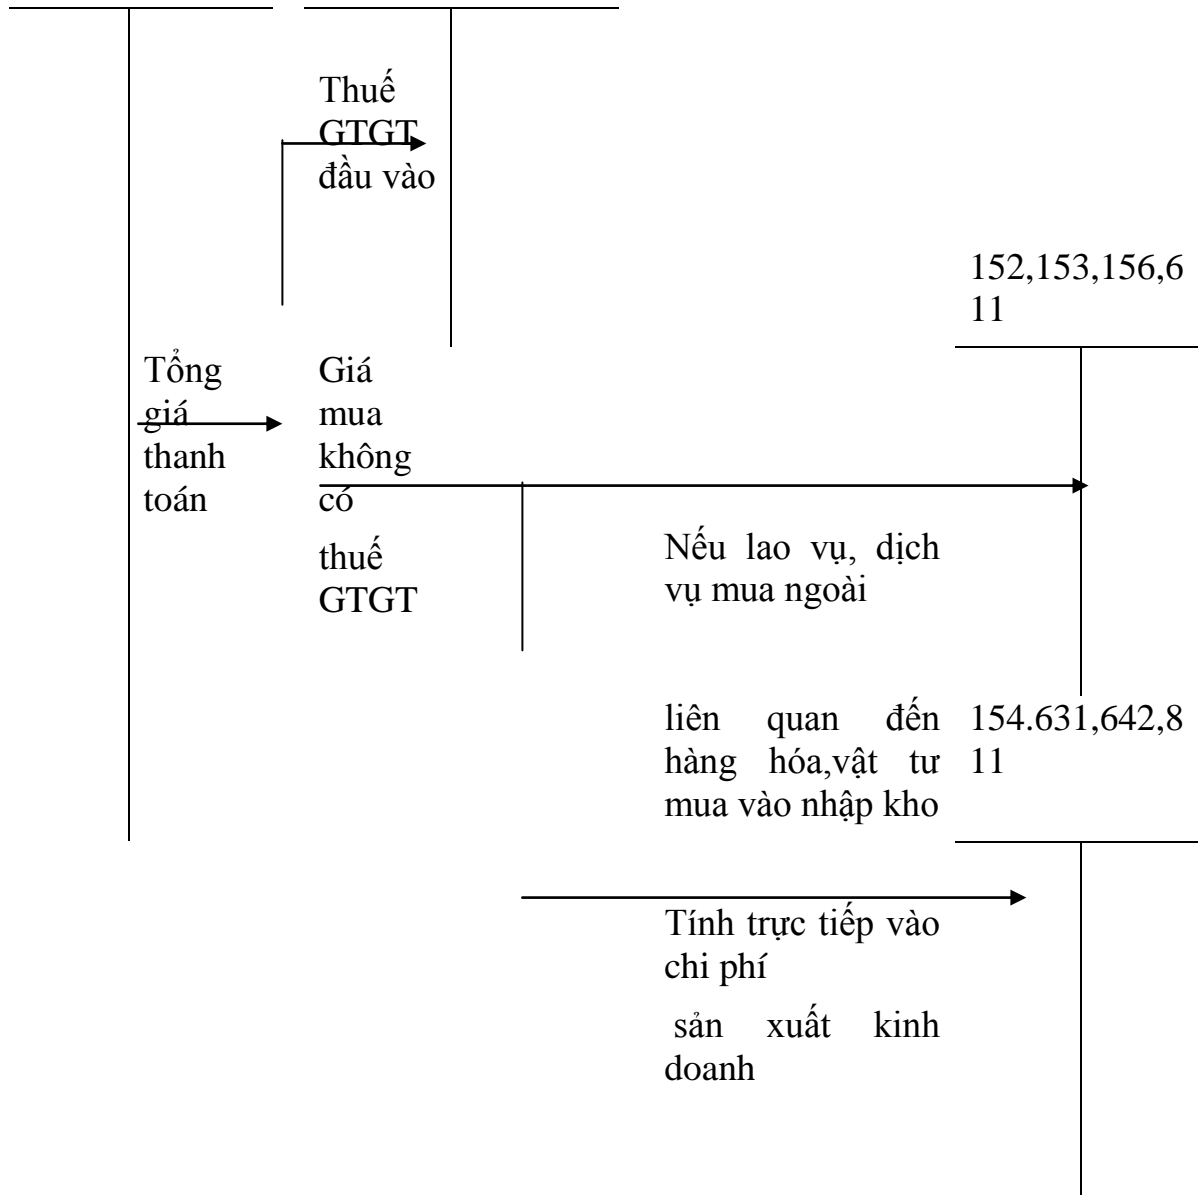 Thuế
GTGT
đầu vào
152,153,156,6
11
Tổng
giá
thanh
toán
Giá
mua
không
có
thuế
GTGT
Nếu lao vụ, dịch
vụ mua ngoài
liên quan đến
hàng hóa,vật tư
mua vào nhập kho
154.631,642,8
11
Tính trực tiếp vào
chi phí
sản xuất kinh
doanh